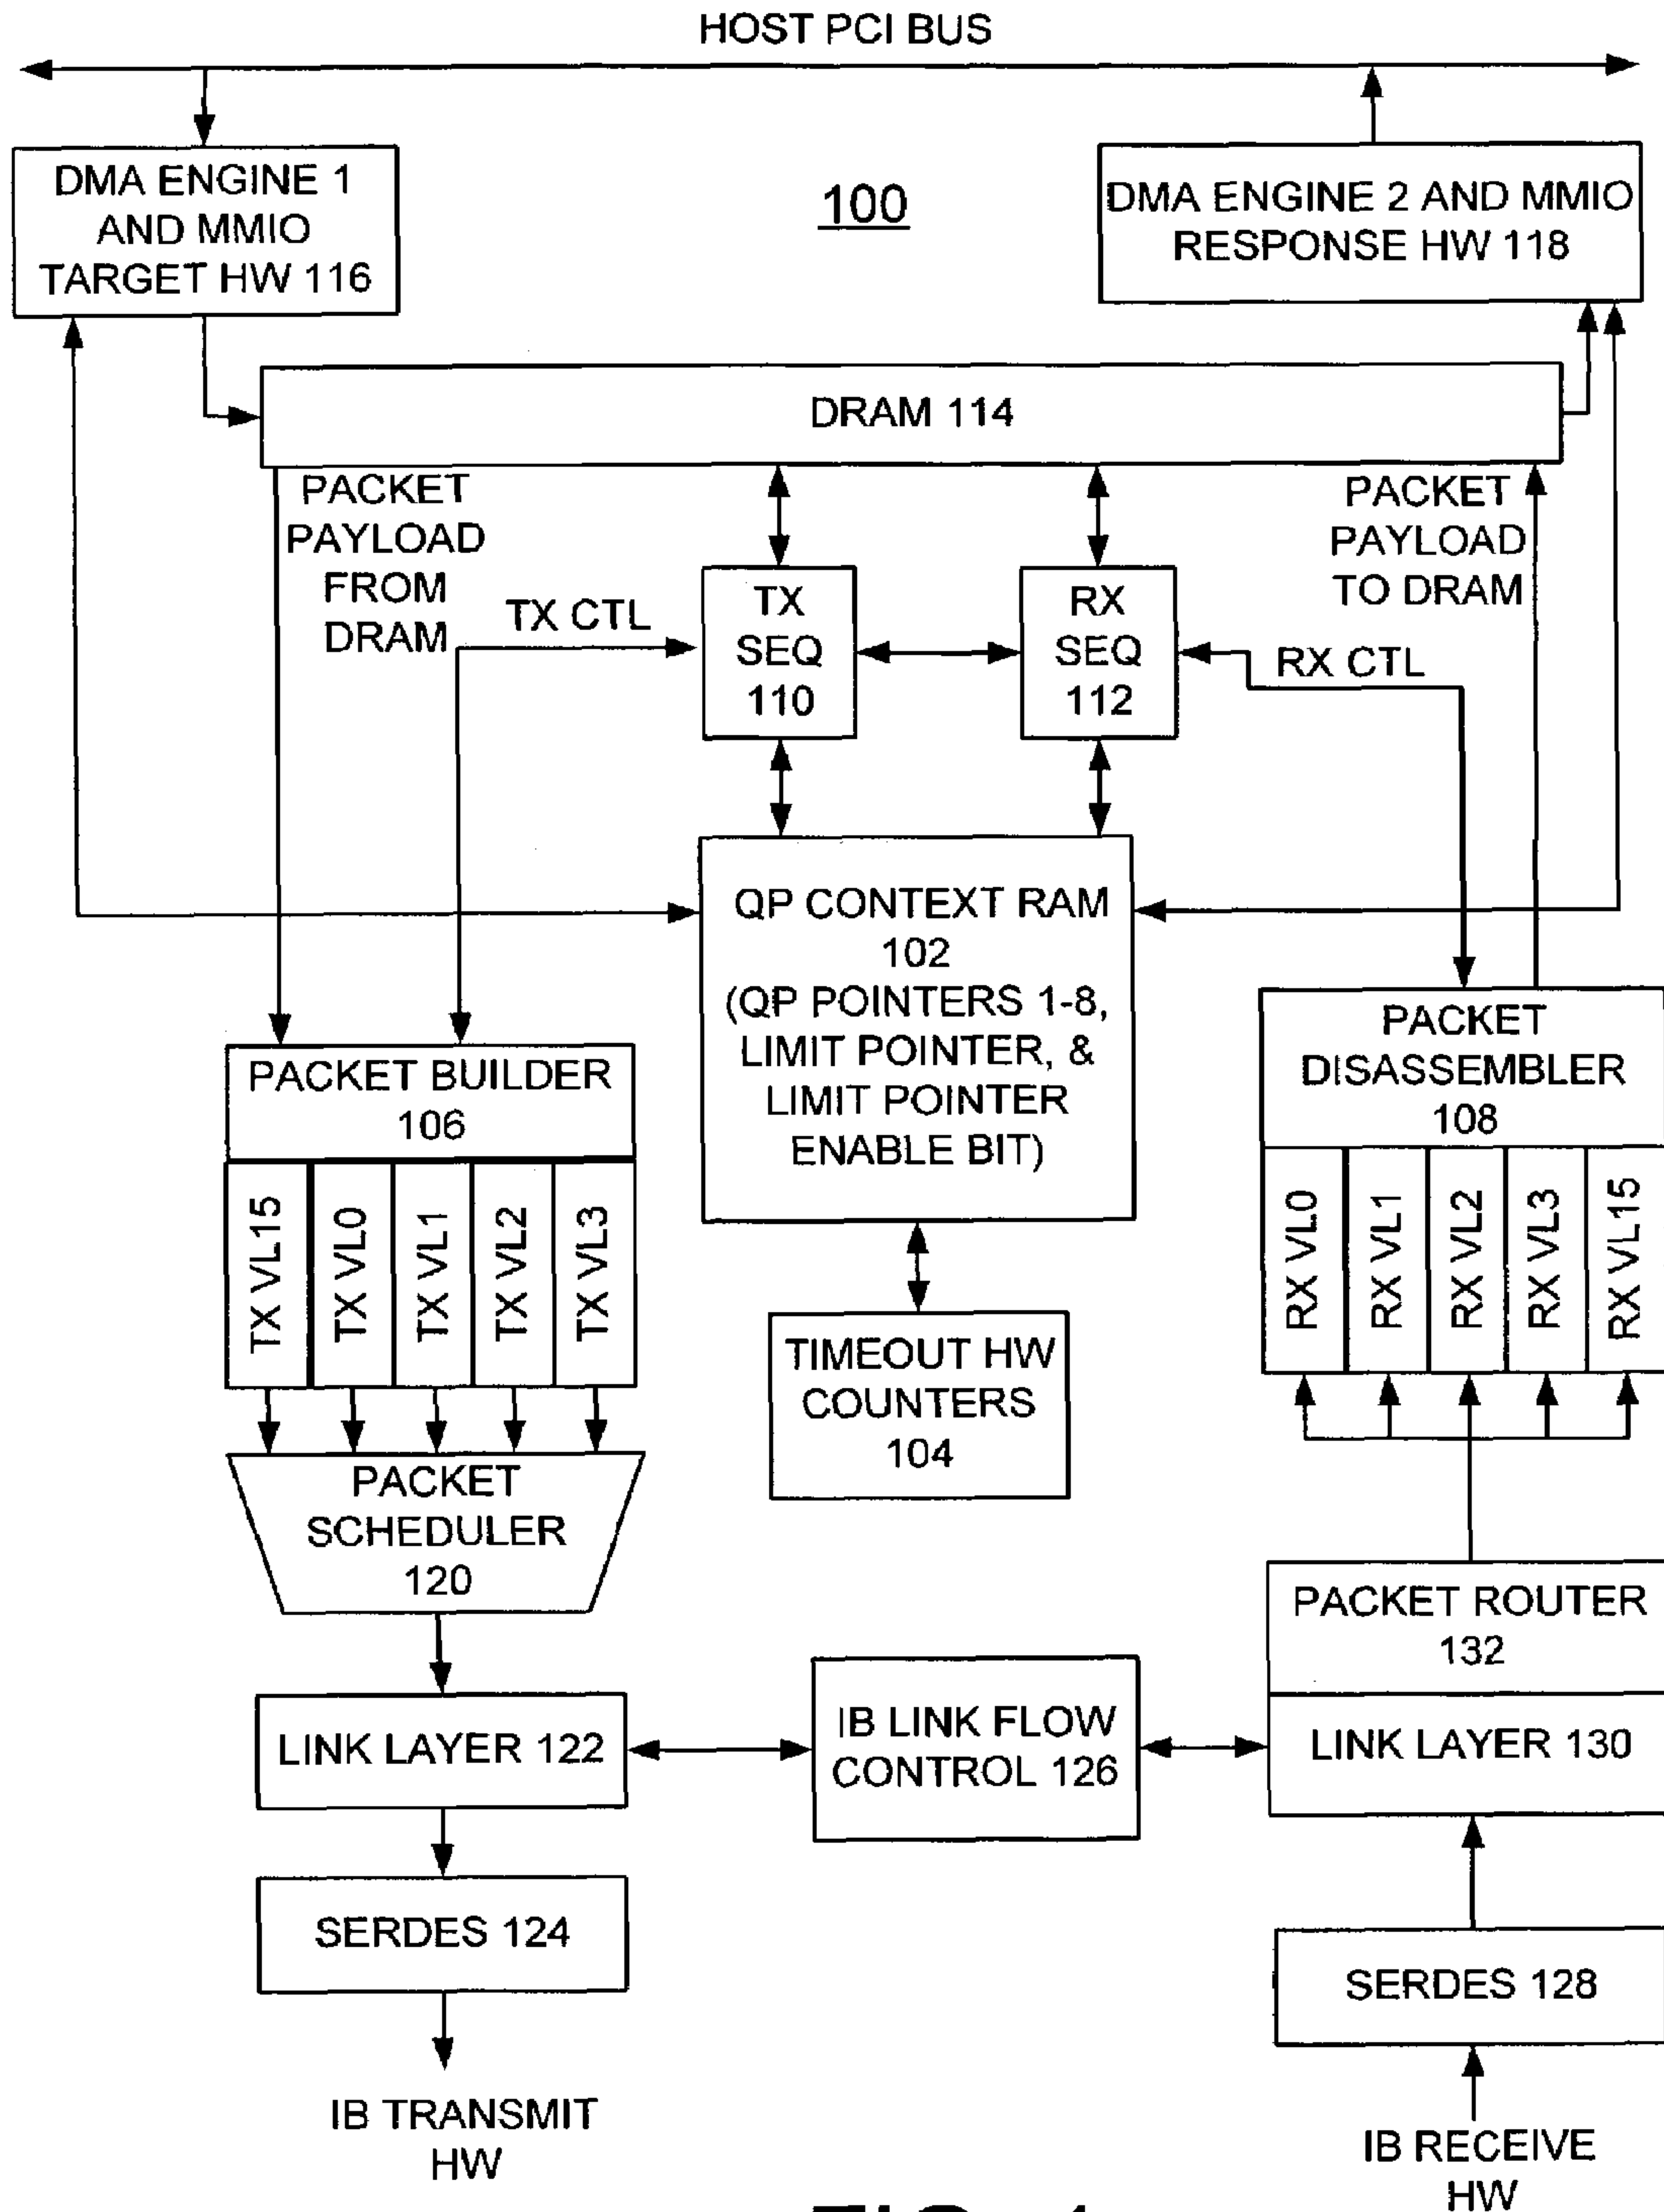 HOST PCI BUS
DMA ENGINE 1
AND MMIO
TARGET HW 116
100
DMA ENGINE 2 AND MMIO
RESPONSE HW 118
DRAM 114
PACKET
PAYLOAD
FROM
DRAM
PACKET
PAYLOAD
TO DRAM
TX CTL
TX
SEQ
110
RX
SEQ
112
RX CTL
QP CONTEXT RAM
102
(QP POINTERS 1-8,
LIMIT POINTER, &
LIMIT POINTER
ENABLE BIT)
PACKET BUILDER
106
PACKET
DISASSEMBLER
108
TX VL15
TX VL0
TX VL1
TX VL2
TX VL3
RX VL0
RX VL1
RX VL2
RX VL3
RX VL15
TIMEOUT HW
COUNTERS
104
PACKET
SCHEDULER
120
PACKET ROUTER
132
LINK LAYER 122
IB LINK FLOW
CONTROL 126
LINK LAYER 130
SERDES 124
SERDES 128
IB TRANSMIT
HW
IB RECEIVE
HW